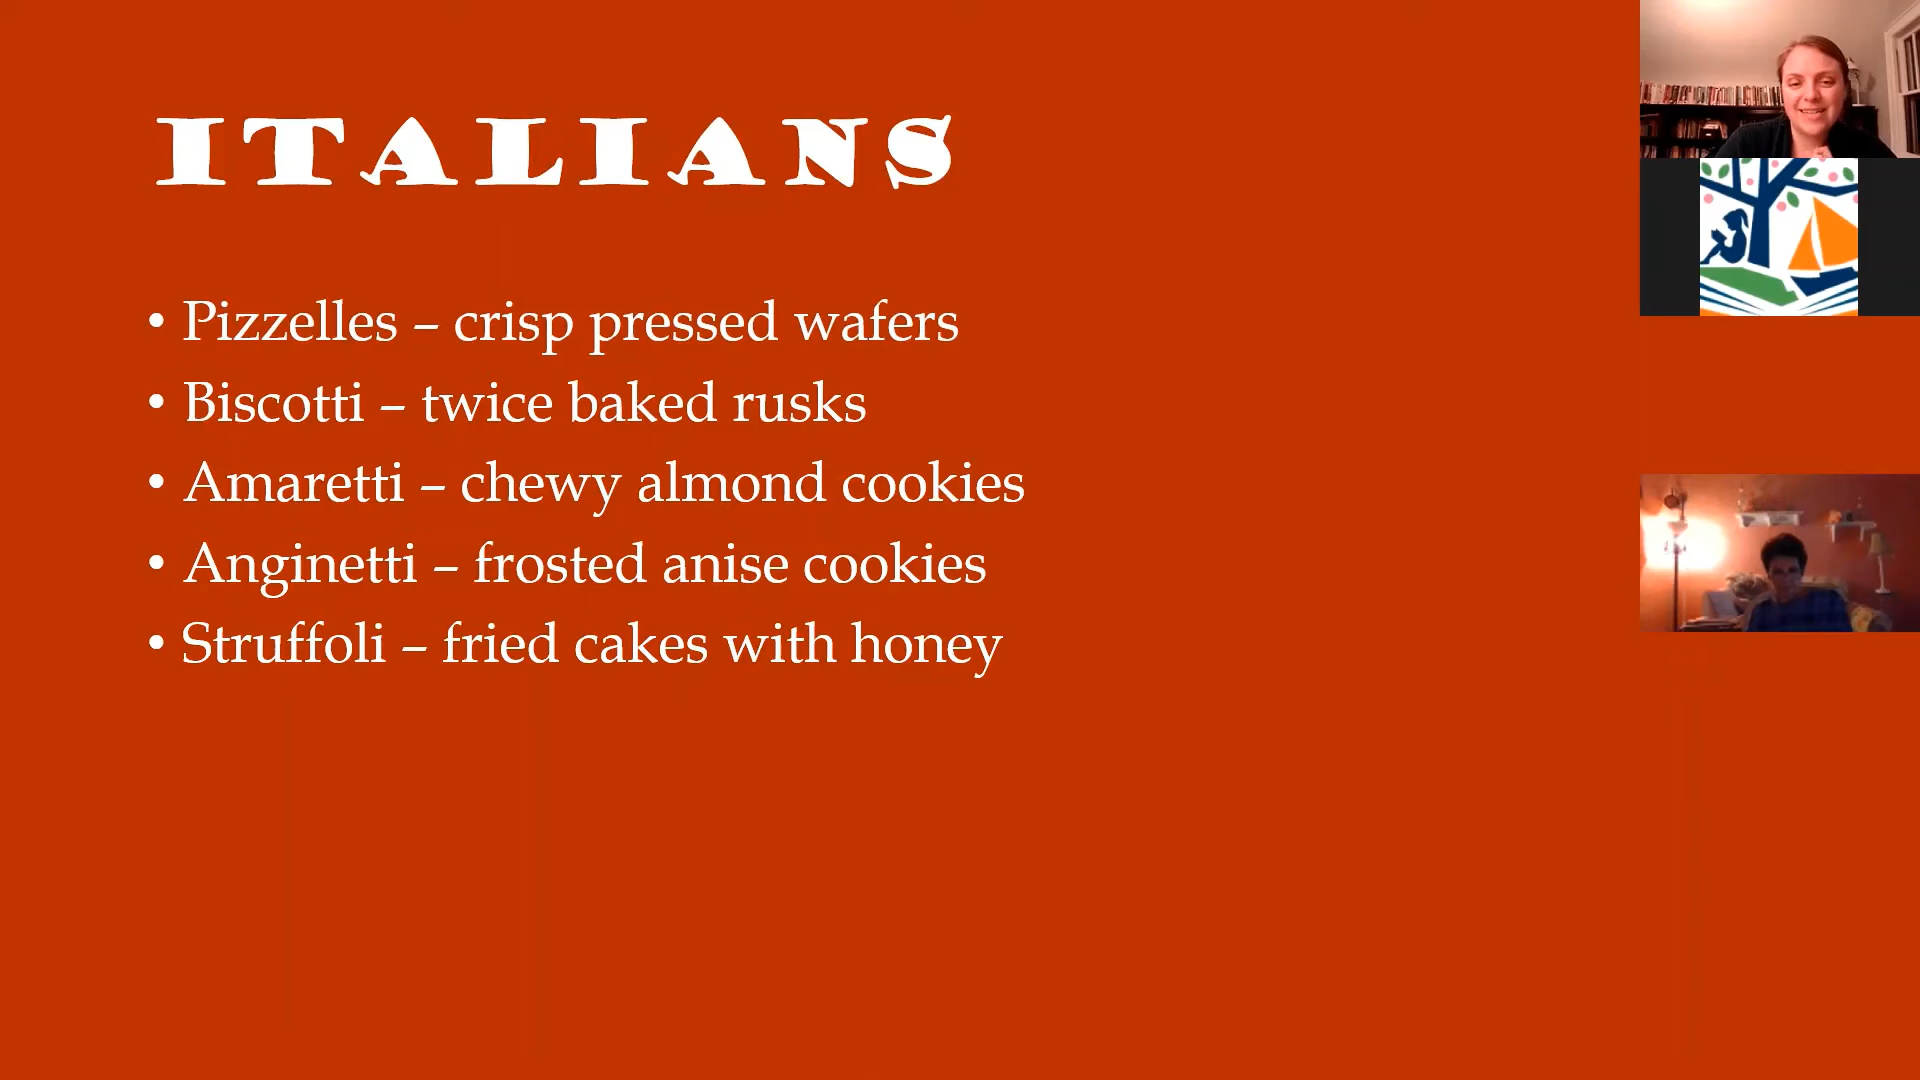 ITALIANS
• Pizzelles – crisp pressed wafers
• Biscotti – twice baked rusks
• Amaretti – chewy almond cookies
• Anginetti – frosted anise cookies
• Struffoli – fried cakes with honey